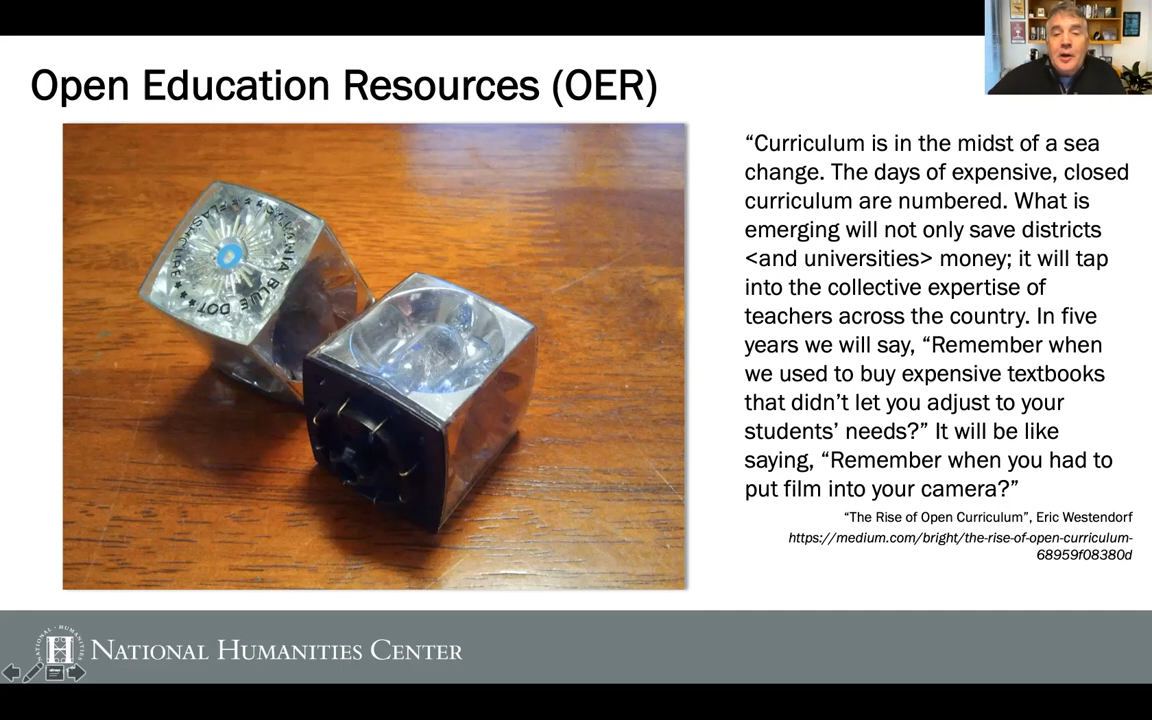 Open Education Resources (OER)
“Curriculum is in the midst of a sea
change. The days of expensive, closed
curriculum are numbered. What is
emerging will not only save districts
<and universities> money; it will tap
into the collective expertise of
teachers across the country. In five
years we will say, “Remember when
we used to buy expensive textbooks
that didn’t let you adjust to your
students’ needs?” It will be like
saying, “Remember when you had to
put film into your camera?”
“The Rise of Open Curriculum”, Eric Westendorf
https://medium.com/bright/the-rise-of-open-curriculum-
68959f08380d
SYLVANIA BLUE DOT
FLASHCUBE
NATIONAL HUMANITIES CENTER